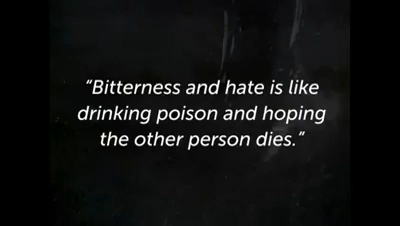 “Bitterness and hate is like
drinking poison and hoping
the other person dies.”